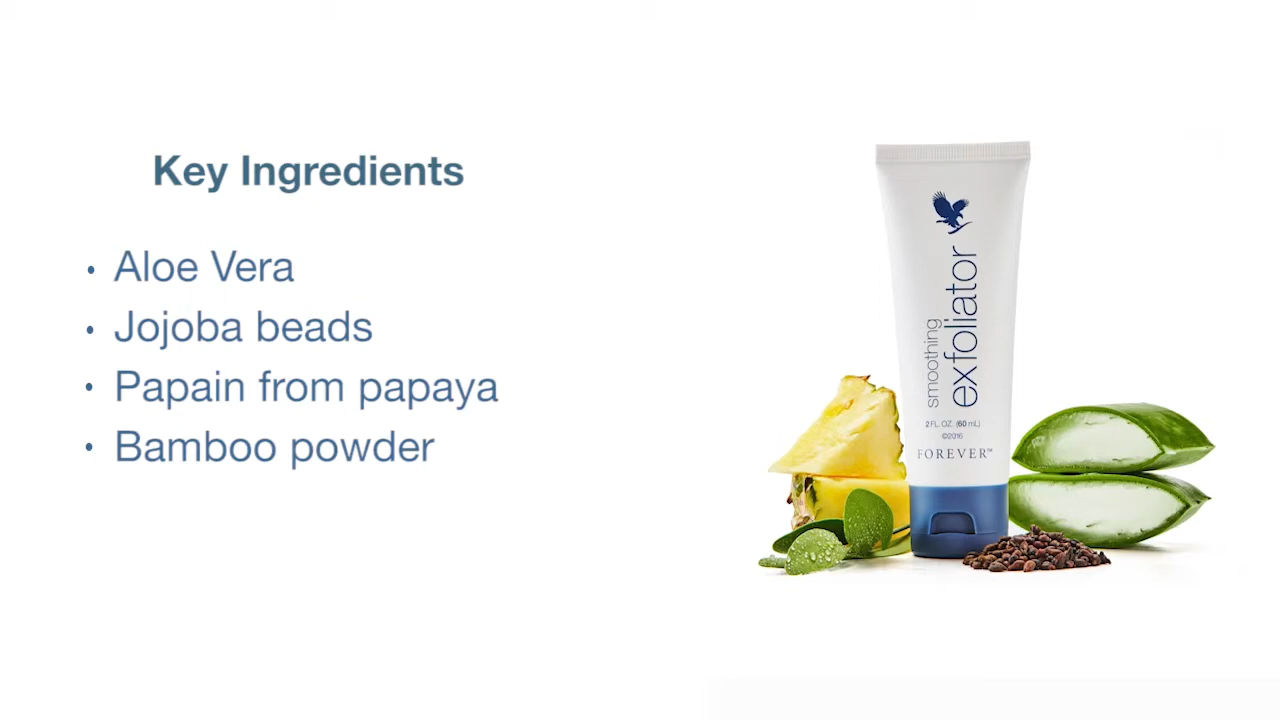 Key Ingredients
• Aloe Vera
• Jojoba beads
• Papain from papaya
• Bamboo powder
smoothing
exfoliator
2 FL. OZ. (60 mL)
©2016
FOREVER™